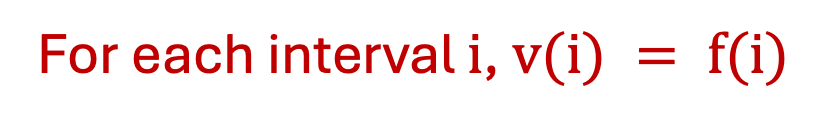 For each interval i, v(i) = f(i)